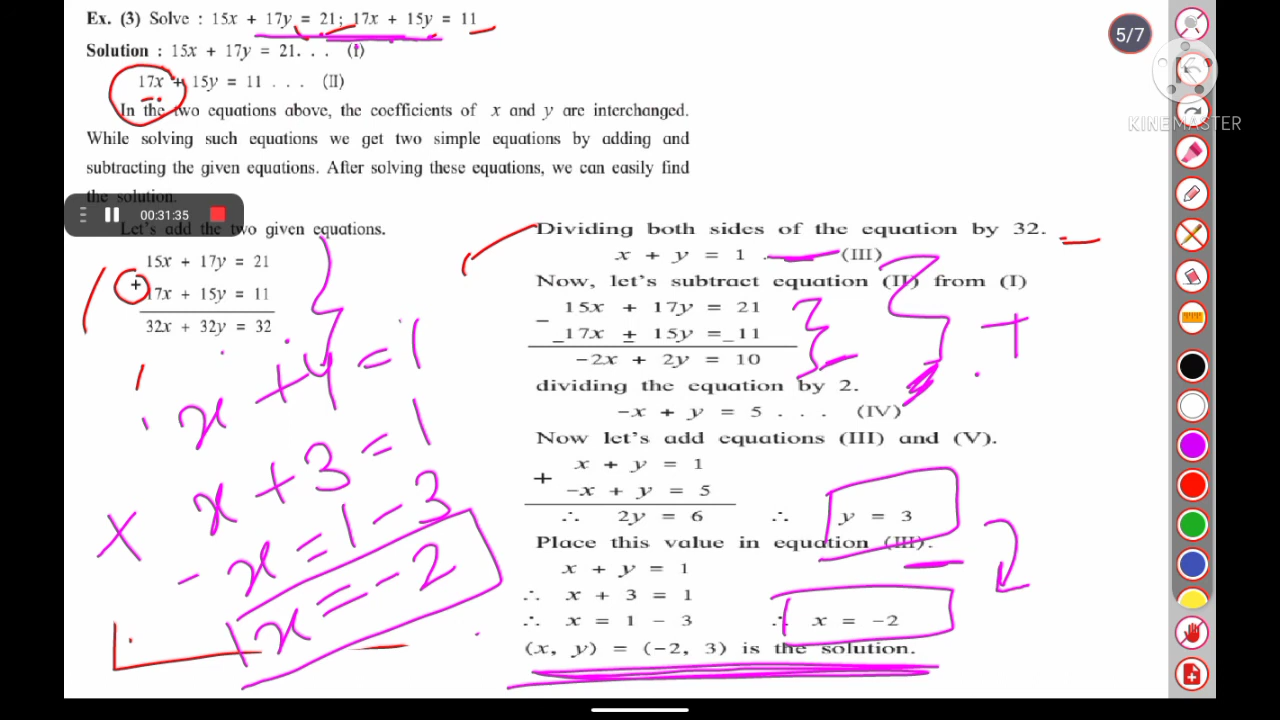 Ex. (3) Solve : 15x + 17y = 21; 17x + 15y = 11
Solution : 15x + 17y = 21. . . (I)
17x + 15y = 11 . . . (II)
In the two equations above, the coefficients of x and y are interchanged.
While solving such equations we get two simple equations by adding and
subtracting the given equations. After solving these equations, we can easily find
the solution.
00:31:35
Let's add the two given equations.
15x + 17y = 21
+
17x + 15y = 11
32x + 32y = 32
x + y = 1
x + 3 = 1
x = 1 - 3
x = -2
Dividing both sides of the equation by 32.
x + y = 1 . (III)
Now, let's subtract equation (II) from (I)
15x + 17y = 21
−
_17x ± 15y =_11
-2x + 2y = 10
dividing the equation by 2.
-x + y = 5 . . . (IV)
Now let's add equations (III) and (V).
x + y = 1
+
-x + y = 5
∴ 2y = 6 ∴ y = 3
Place this value in equation (III).
x + y = 1
∴ x + 3 = 1
∴ x = 1 - 3 ∴ x = -2
(x, y) = (-2, 3) is the solution.
+
5/7
KINEMASTER